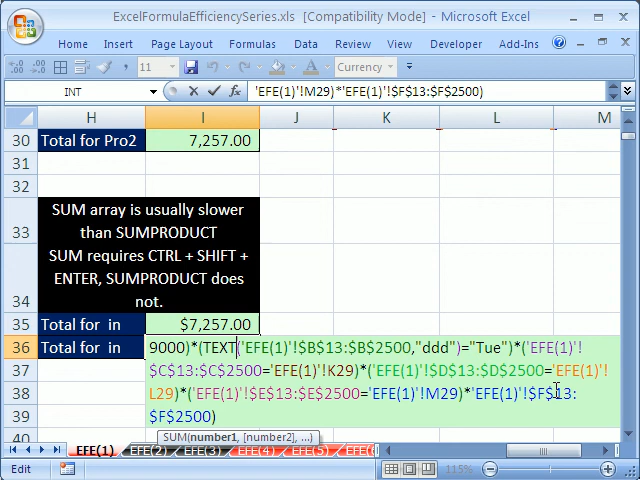 ExcelFormulaEfficiencySeries.xls [Compatibility Mode] - Microsoft Excel
Home Insert Page Layout Formulas Data Review View Developer Add-Ins
11 Currency
INT 'EFE(1)'!M29)*'EFE(1)'!$F$13:$F$2500)
H I J K L M
30 Total for Pro2 7,257.00
31
32
33 SUM array is usually slower
than SUMPRODUCT
SUM requires CTRL + SHIFT +
34 ENTER, SUMPRODUCT does
not.
35 Total for in $7,257.00
36 Total for in 9000)*(TEXT('EFE(1)'!$B$13:$B$2500,"ddd")="Tue")*('EFE(1)'!
37 $C$13:$C$2500='EFE(1)'!K29)*('EFE(1)'!$D$13:$D$2500='EFE(1)'!
38 L29)*('EFE(1)'!$E$13:$E$2500='EFE(1)'!M29)*'EFE(1)'!$F$13:
39 $F$2500)
40
SUM(number1, [number2], ...)
EFE(1) EFE(2) EFE(3) EFE(4) EFE(5)
Edit 115%